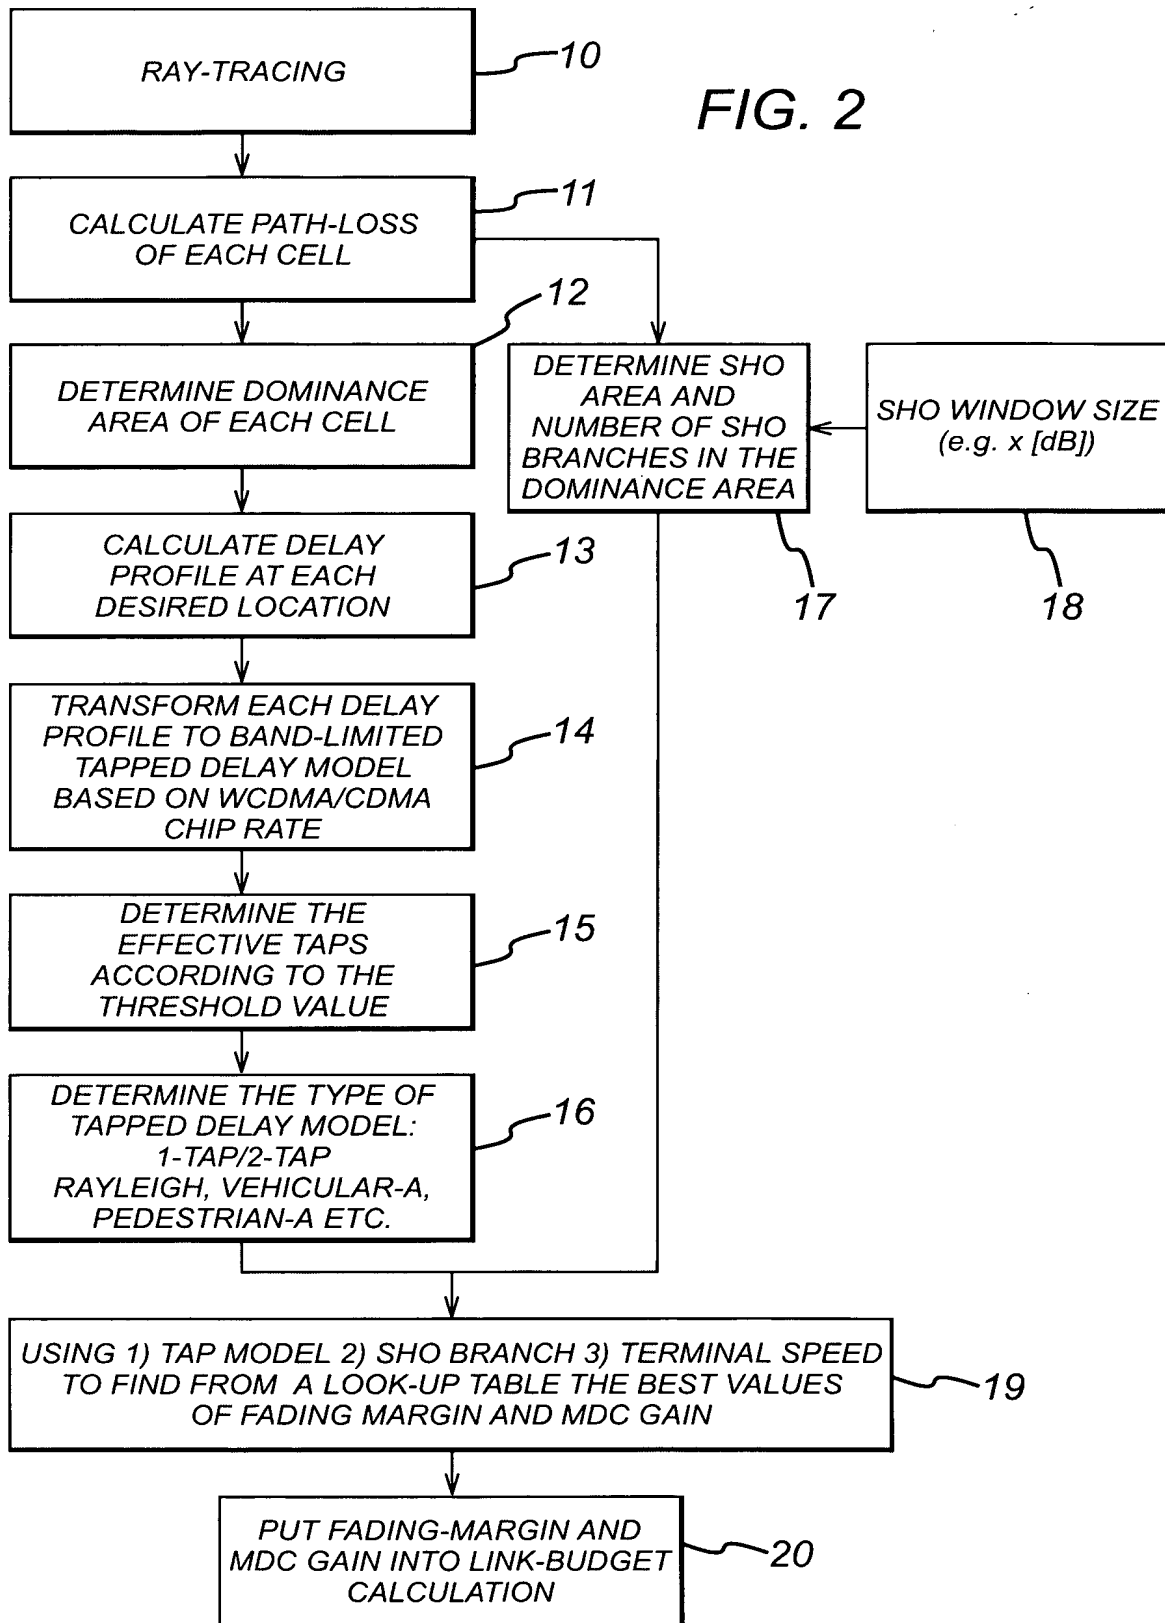 RAY-TRACING
10
FIG. 2
CALCULATE PATH-LOSS
OF EACH CELL
11
DETERMINE DOMINANCE
AREA OF EACH CELL
12
DETERMINE SHO
AREA AND
NUMBER OF SHO
BRANCHES IN THE
DOMINANCE AREA
17
SHO WINDOW SIZE
(e.g. x [dB])
18
CALCULATE DELAY
PROFILE AT EACH
DESIRED LOCATION
13
TRANSFORM EACH DELAY
PROFILE TO BAND-LIMITED
TAPPED DELAY MODEL
BASED ON WCDMA/CDMA
CHIP RATE
14
DETERMINE THE
EFFECTIVE TAPS
ACCORDING TO THE
THRESHOLD VALUE
15
DETERMINE THE TYPE OF
TAPPED DELAY MODEL:
1-TAP/2-TAP
RAYLEIGH, VEHICULAR-A,
PEDESTRIAN-A ETC.
16
USING 1) TAP MODEL 2) SHO BRANCH 3) TERMINAL SPEED
TO FIND FROM A LOOK-UP TABLE THE BEST VALUES
OF FADING MARGIN AND MDC GAIN
19
PUT FADING-MARGIN AND
MDC GAIN INTO LINK-BUDGET
CALCULATION
20